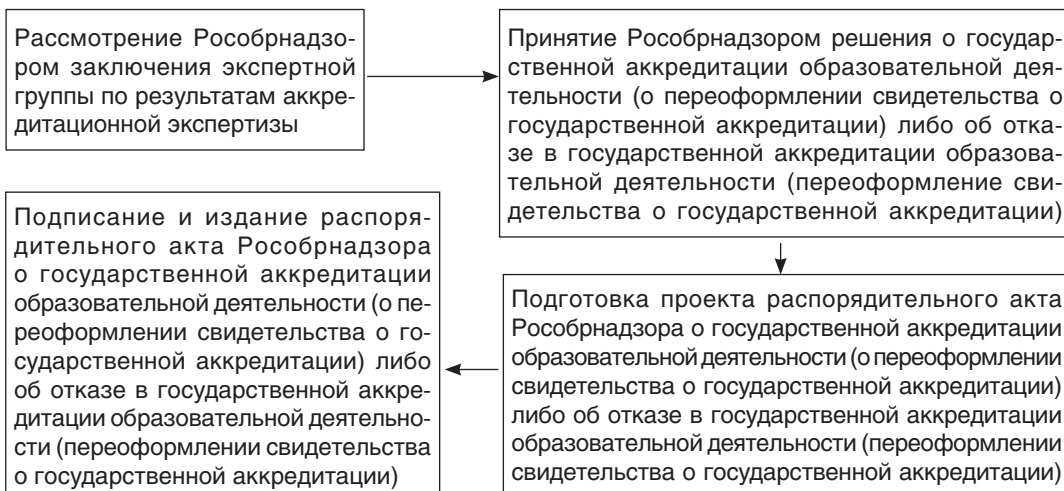 Рассмотрение Рособрнадзо-
ром заключения экспертной
группы по результатам аккре-
дитационной экспертизы
Принятие Рособрнадзором решения о государ-
ственной аккредитации образовательной дея-
тельности (о переоформлении свидетельства о
государственной аккредитации) либо об отка-
зе в государственной аккредитации образова-
тельной деятельности (переоформление сви-
детельства о государственной аккредитации)
Подготовка проекта распорядительного акта
Рособрнадзора о государственной аккредитации
образовательной деятельности (о переоформлении
свидетельства о государственной аккредитации)
либо об отказе в государственной аккредитации
образовательной деятельности (переоформлении
свидетельства о государственной аккредитации)
Подписание и издание распоря-
дительного акта Рособрнадзора
о государственной аккредитации
образовательной деятельности (о пе-
реоформлении свидетельства о го-
сударственной аккредитации) либо
об отказе в государственной аккре-
дитации образовательной деятельно-
сти (переоформлении свидетельства
о государственной аккредитации)